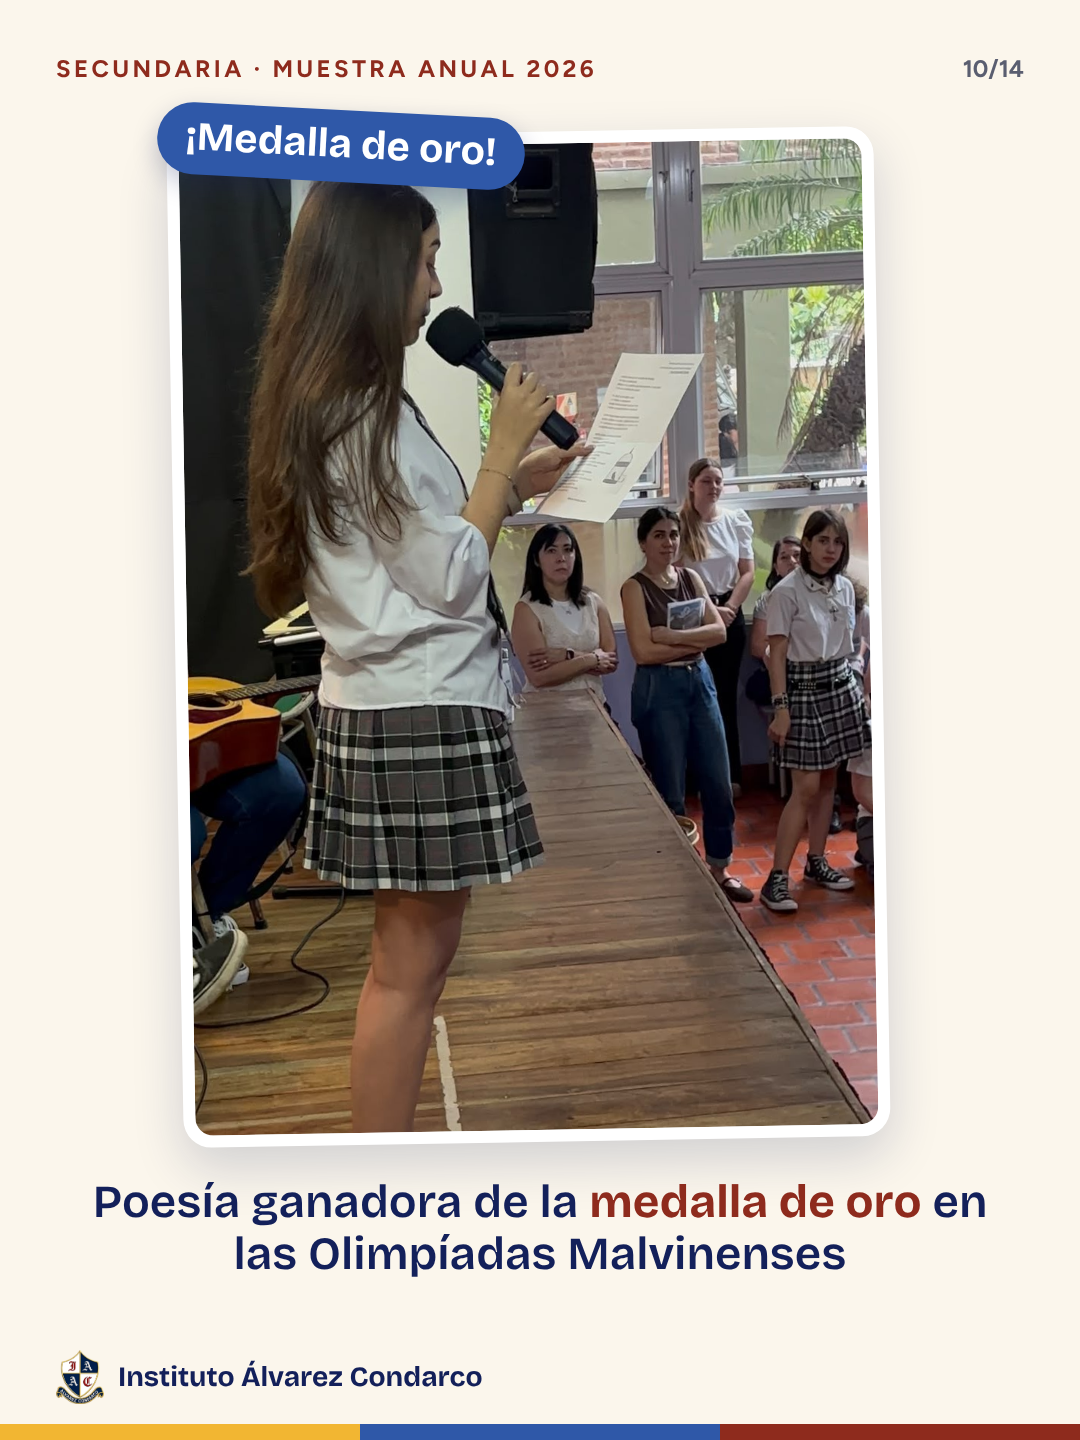 SECUNDARIA · MUESTRA ANUAL 2026
10/14
¡Medalla de oro!
Poesía ganadora de la medalla de oro en
las Olimpíadas Malvinenses
I A
A C
Instituto Álvarez Condarco